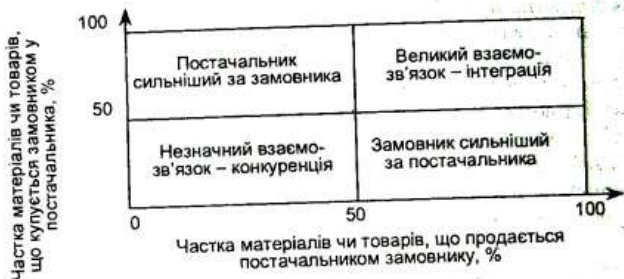 Частка матеріалів чи товарів,
що купується замовником у
постачальника, %
100
Постачальник
сильніший за замовника
Великий взаємо-
зв'язок – інтеграція
50
Незначний взаємо-
зв'язок – конкуренція
Замовник сильніший
за постачальника
0
50
100
Частка матеріалів чи товарів, що продається
постачальником замовнику, %